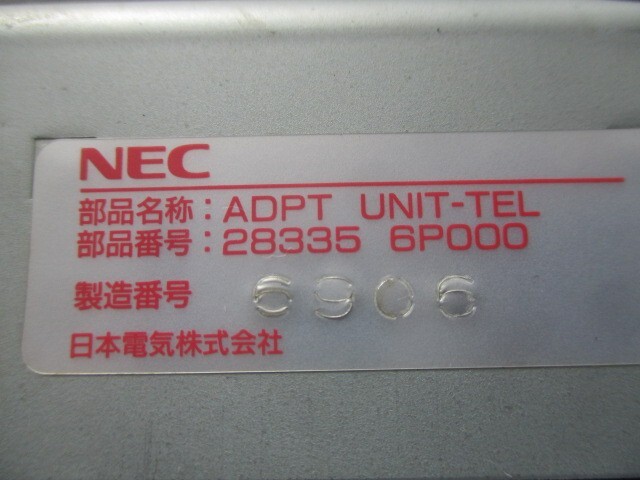 NEC
部品名称：ADPT UNIT-TEL
部品番号：28335 6P000
製造番号 6906
日本電気株式会社